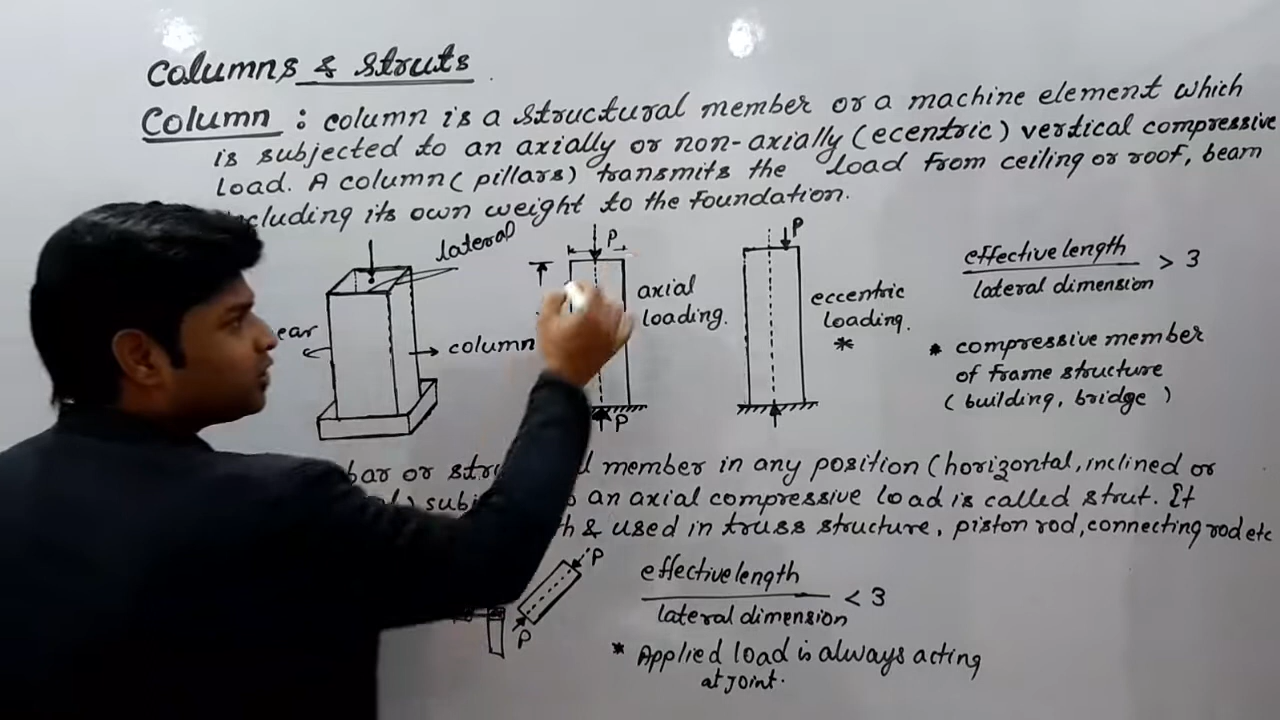 Columns & Struts
Column : column is a structural member or a machine element which
is subjected to an axially or non-axially (ecentric) vertical compressive
load. A column (pillars) transmits the load from ceiling or roof, beam
its own weight to the foundation.
lateral
P
P
axial
loading.
eccentric
loading.
*
effective length
lateral dimension
> 3
column
P
* compressive member
of frame structure
(building, bridge )
bar or member in any position (horizontal, inclined or
an axial compressive load is called strut. It
& used in truss structure, piston rod, connecting rod etc
P
P
effective length
lateral dimension
< 3
* Applied load is always acting
at joint.